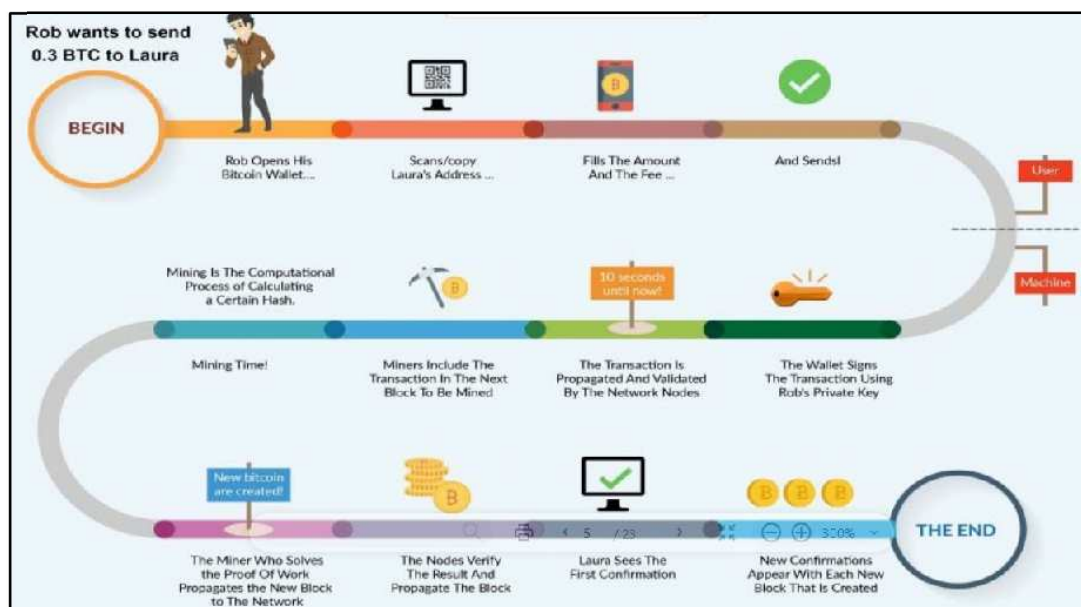 Rob wants to send
0.3 BTC to Laura
BEGIN
Rob Opens His
Bitcoin Wallet...
Scans/copy
Laura's Address ...
Fills The Amount
And The Fee ...
And Sends!
User
Machine
The Wallet Signs
The Transaction Using
Rob's Private Key
10 seconds
until now!
The Transaction Is
Propagated And Validated
By The Network Nodes
Miners Include The
Transaction In The Next
Block To Be Mined
Mining Is The Computational
Process of Calculating
a Certain Hash.
Mining Time!
New bitcoin
are created!
The Miner Who Solves
the Proof Of Work
Propagates the New Block
to The Network
The Nodes Verify
The Result And
Propagate The Block
Laura Sees The
First Confirmation
New Confirmations
Appear With Each New
Block That Is Created
THE END
5 / 23
300%